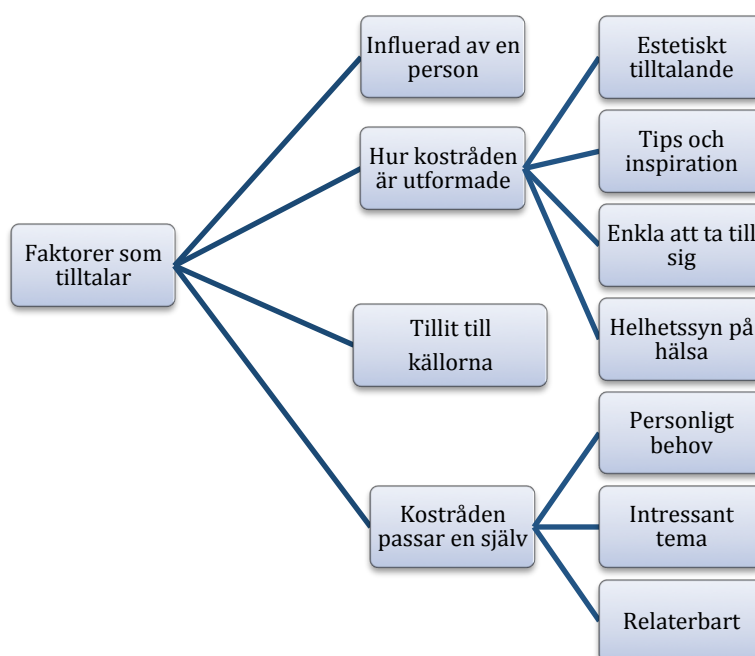 Faktorer som
tilltalar
Influerad av en
person
Hur kostråden
är utformade
Tillit till
källorna
Kostråden
passar en själv
Estetiskt
tilltalande
Tips och
inspiration
Enkla att ta till
sig
Helhetssyn på
hälsa
Personligt
behov
Intressant
tema
Relaterbart